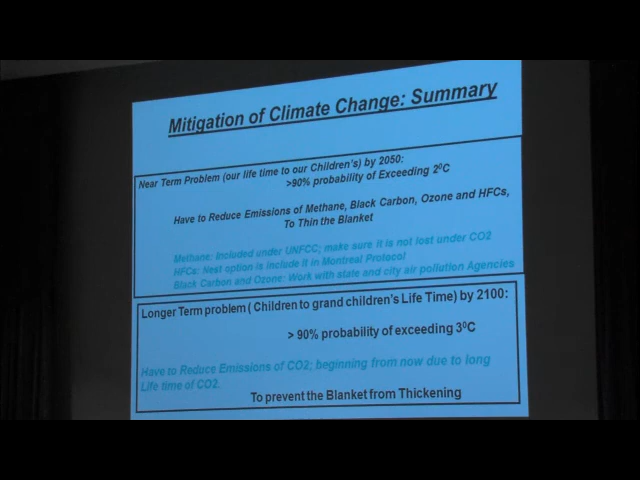 Mitigation of Climate Change: Summary
Near Term Problem (our life time to our Children's) by 2050:
>90% probability of Exceeding 2⁰C
Have to Reduce Emissions of Methane, Black Carbon, Ozone and HFCs,
To Thin the Blanket
Methane: Included under UNFCC; make sure it is not lost under CO2
HFCs: Nest option is include it in Montreal Protocol
Black Carbon and Ozone: Work with state and city air pollution Agencies
Longer Term problem ( Children to grand children's Life Time) by 2100:
> 90% probability of exceeding 3⁰C
Have to Reduce Emissions of CO2; beginning from now due to long
Life time of CO2.
To prevent the Blanket from Thickening